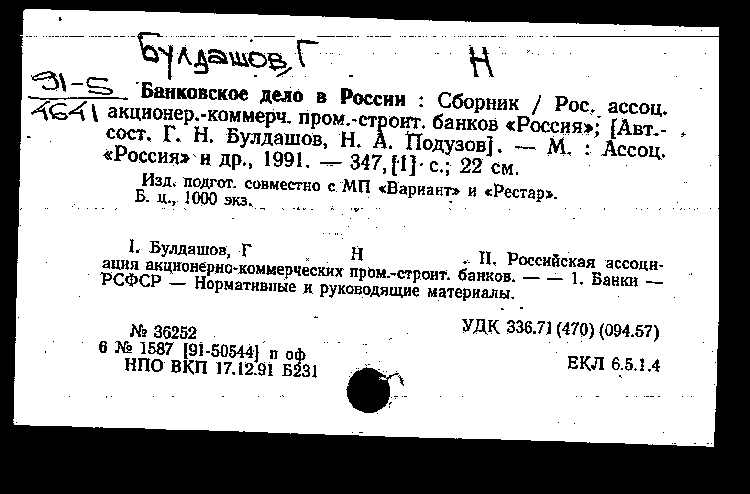 Булдашов, Г Н
91-5
4641
Банковское дело в России : Сборник / Рос. ассоц.
акционер.-коммерч. пром.-строит. банков «Россия»; [Авт.-
сост. Г. Н. Булдашов, Н. А. Подузов]. — М. : Ассоц.
«Россия» и др., 1991. — 347,[1] с.; 22 см.
Изд. подгот. совместно с МП «Вариант» и «Рестар».
Б. ц., 1000 экз.
I. Булдашов, Г Н II. Российская ассоци-
ация акционерно-коммерческих пром.-строит. банков. — — 1. Банки —
РСФСР — Нормативные и руководящие материалы.
№ 36252 УДК 336.71(470)(094.57)
6 № 1587 [91-50544] п оф
НПО ВКП 17.12.91 Б231 ЕКЛ 6.5.1.4